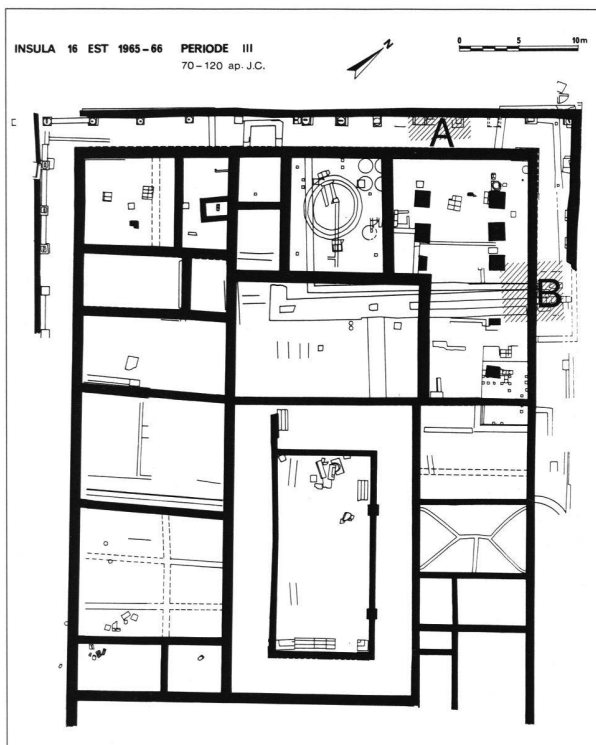 INSULA 16 EST 1965-66 PERIODE III
70-120 ap. J.C.
N
0 5 10m
A
B